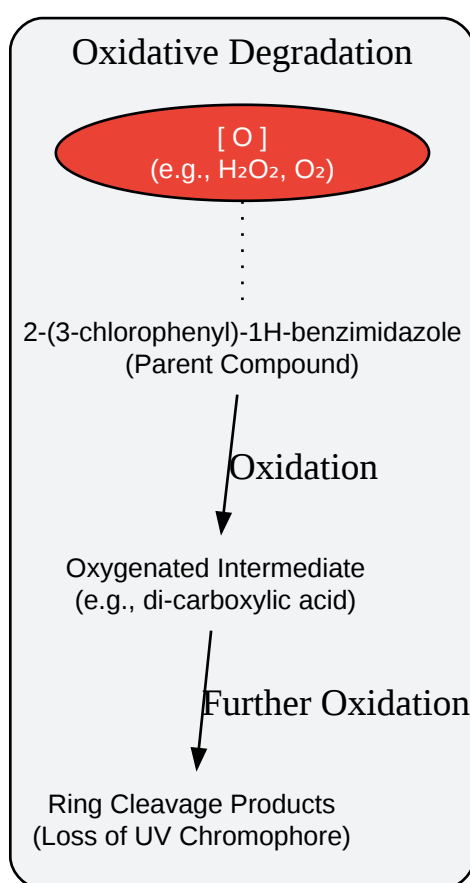 Oxidative Degradation
[ O ]
(e.g., H₂O₂, O₂)
2-(3-chlorophenyl)-1H-benzimidazole
(Parent Compound)
Oxidation
Oxygenated Intermediate
(e.g., di-carboxylic acid)
Further Oxidation
Ring Cleavage Products
(Loss of UV Chromophore)